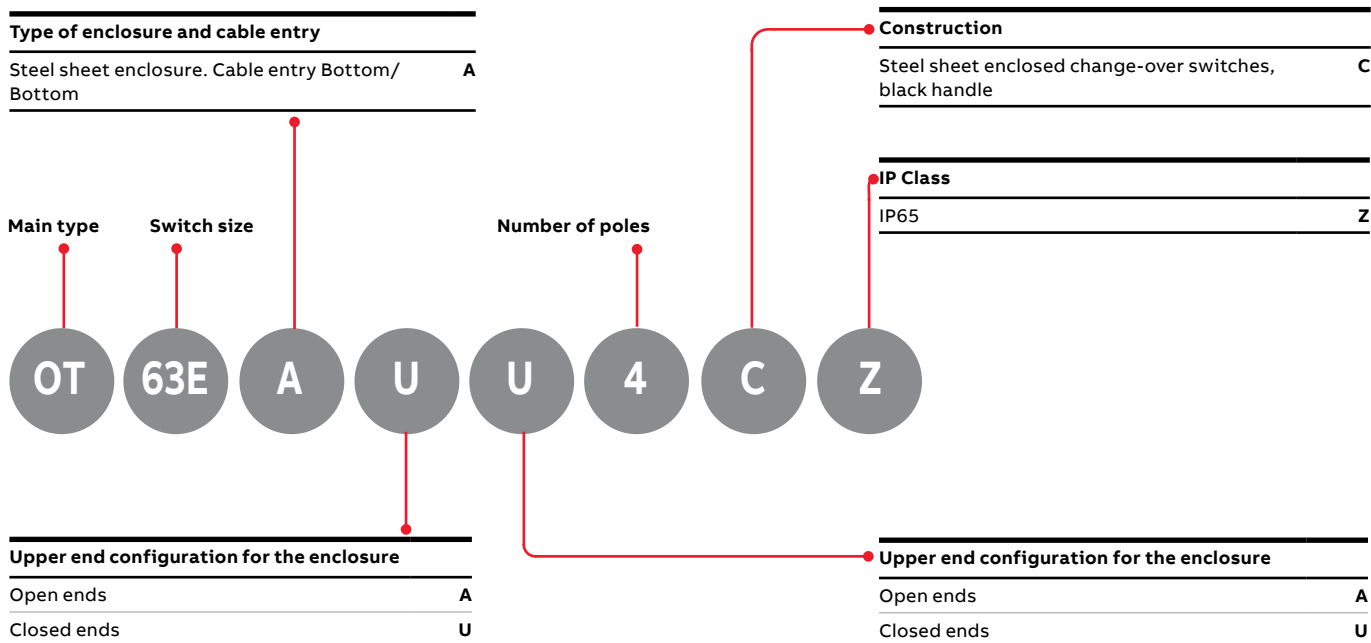 Type of enclosure and cable entry
Steel sheet enclosure. Cable entry Bottom/ A
Bottom
Construction
Steel sheet enclosed change-over switches, C
black handle
IP Class
IP65 Z
Main type Switch size Number of poles
OT 63E A U U 4 C Z
Upper end configuration for the enclosure
Open ends A
Closed ends U
Upper end configuration for the enclosure
Open ends A
Closed ends U